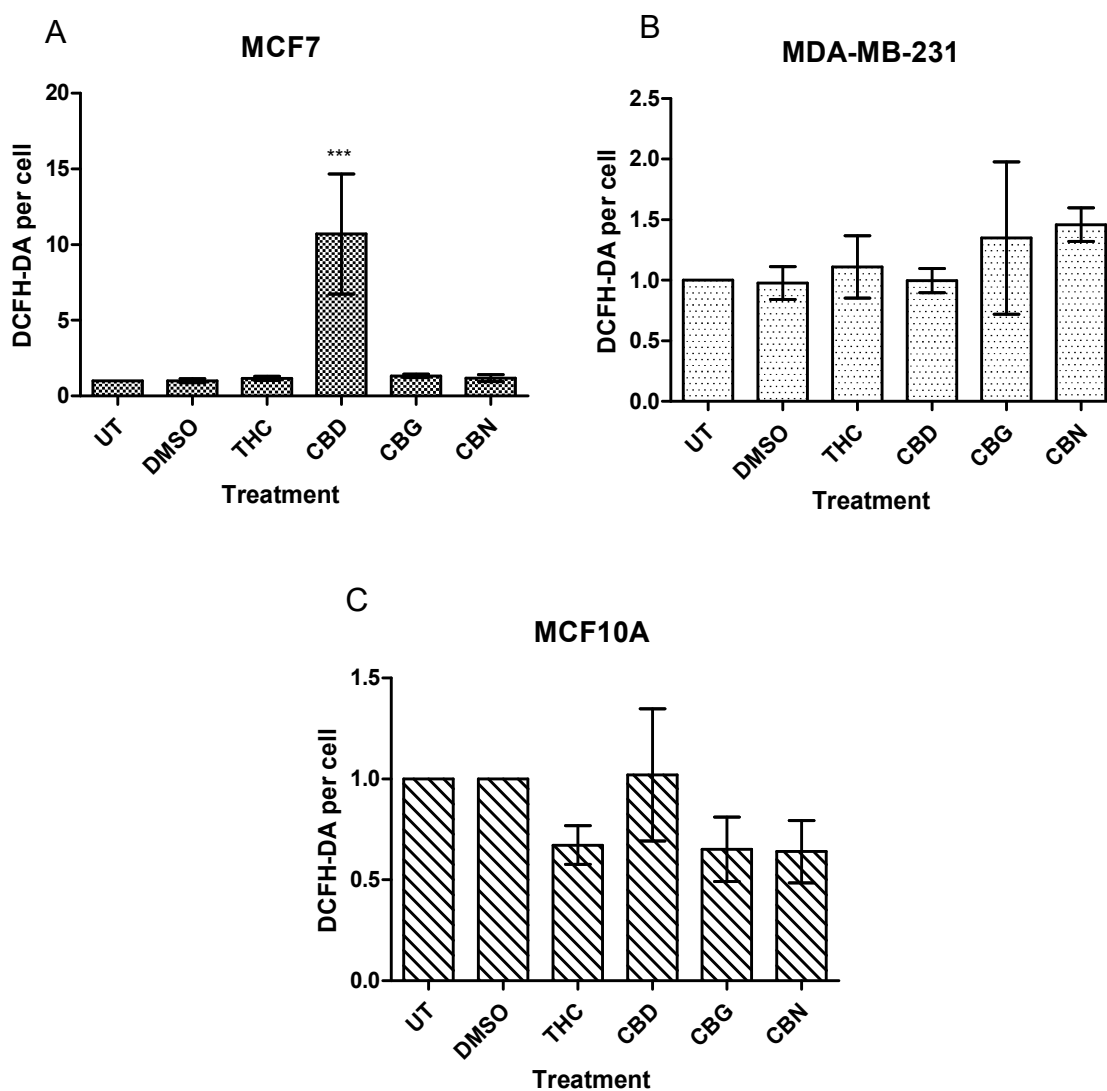 A
MCF7
DCFH-DA per cell
20
15
10
5
0
***
UT
DMSO
THC
CBD
CBG
CBN
Treatment
B
MDA-MB-231
DCFH-DA per cell
2.5
2.0
1.5
1.0
0.5
0.0
UT
DMSO
THC
CBD
CBG
CBN
Treatment
C
MCF10A
DCFH-DA per cell
1.5
1.0
0.5
0.0
UT
DMSO
THC
CBD
CBG
CBN
Treatment